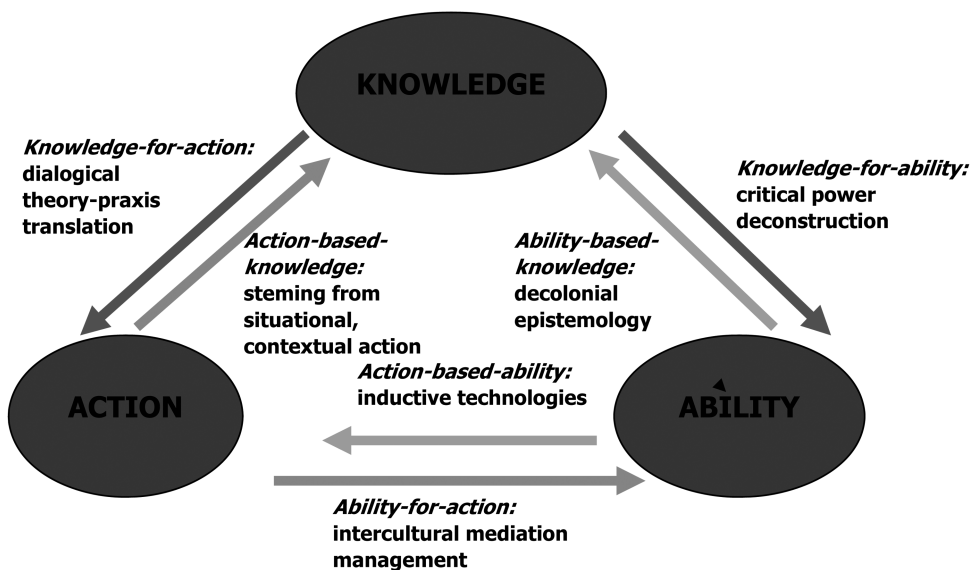 KNOWLEDGE
Knowledge-for-action:
dialogical
theory-praxis
translation
Knowledge-for-ability:
critical power
deconstruction
Action-based-
knowledge:
steming from
situational,
contextual action
Ability-based-
knowledge:
decolonial
epistemology
Action-based-ability:
inductive technologies
ACTION
ABILITY
Ability-for-action:
intercultural mediation
management